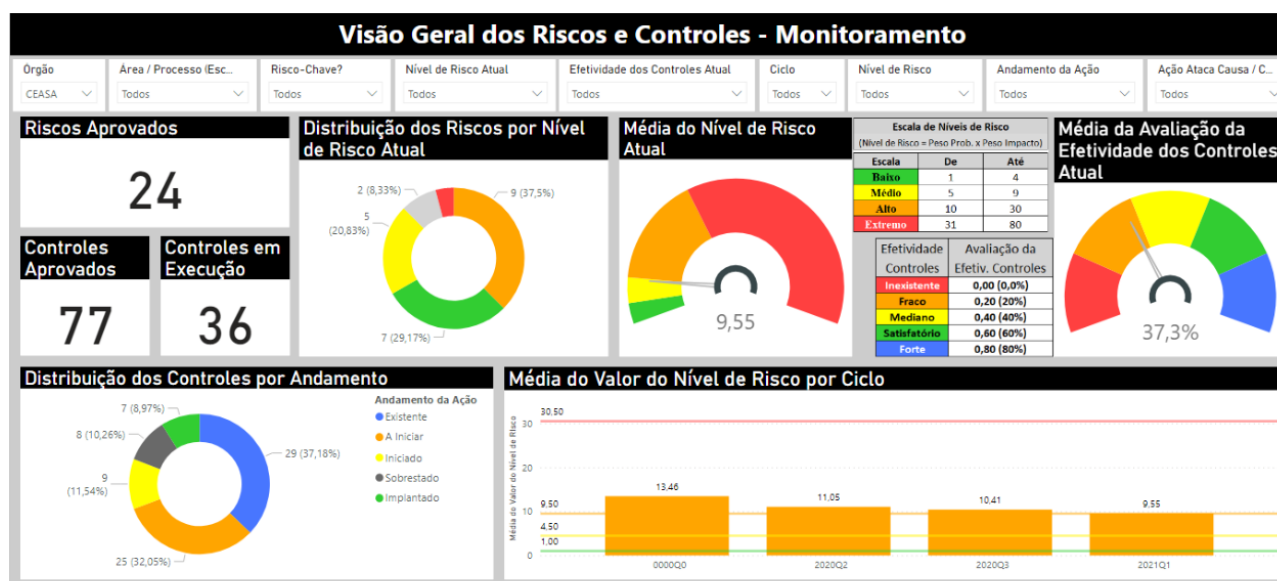 Visão Geral dos Riscos e Controles - Monitoramento
Órgão
CEASA
Área / Processo (Esc...
Todos
Risco-Chave?
Todos
Nível de Risco Atual
Todos
Efetividade dos Controles Atual
Todos
Ciclo
Todos
Nível de Risco
Todos
Andamento da Ação
Todos
Ação Ataca Causa / C...
Todos
Riscos Aprovados
24
Controles
Aprovados
77
Controles em
Execução
36
Distribuição dos Riscos por Nível
de Risco Atual
2 (8,33%)
9 (37,5%)
5
(20,83%)
7 (29,17%)
Média do Nível de Risco
Atual
9,55
Escala de Níveis de Risco
(Nível de Risco = Peso Prob. x Peso Impacto)
Escala De Até
Baixo 1 4
Médio 5 9
Alto 10 30
Extremo 31 80
Efetividade Avaliação da
Controles Efetiv. Controles
Inexistente 0,00 (0,0%)
Fraco 0,20 (20%)
Mediano 0,40 (40%)
Satisfatório 0,60 (60%)
Forte 0,80 (80%)
Média da Avaliação da
Efetividade dos Controles
Atual
37,3%
Distribuição dos Controles por Andamento
7 (8,97%)
8 (10,26%)
9
(11,54%)
25 (32,05%)
29 (37,18%)
Andamento da Ação
Existente
A Iniciar
Iniciado
Sobrestado
Implantado
Média do Valor do Nível de Risco por Ciclo
Média do Valor do Nível de Risco
30
20
10
0
30,50
9,50
4,50
1,00
13,46
11,05
10,41
9,55
0000Q0
2020Q2
2020Q3
2021Q1